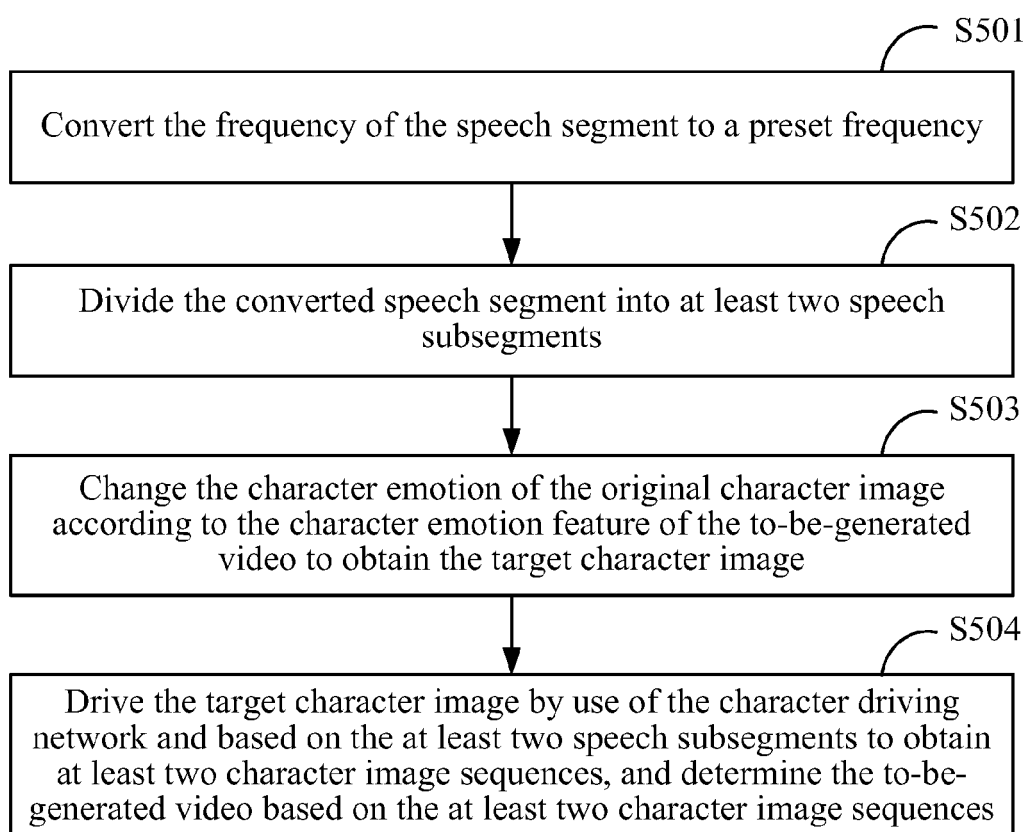 S501
Convert the frequency of the speech segment to a preset frequency
S502
Divide the converted speech segment into at least two speech
subsegments
S503
Change the character emotion of the original character image
according to the character emotion feature of the to-be-generated
video to obtain the target character image
S504
Drive the target character image by use of the character driving
network and based on the at least two speech subsegments to obtain
at least two character image sequences, and determine the to-be-
generated video based on the at least two character image sequences